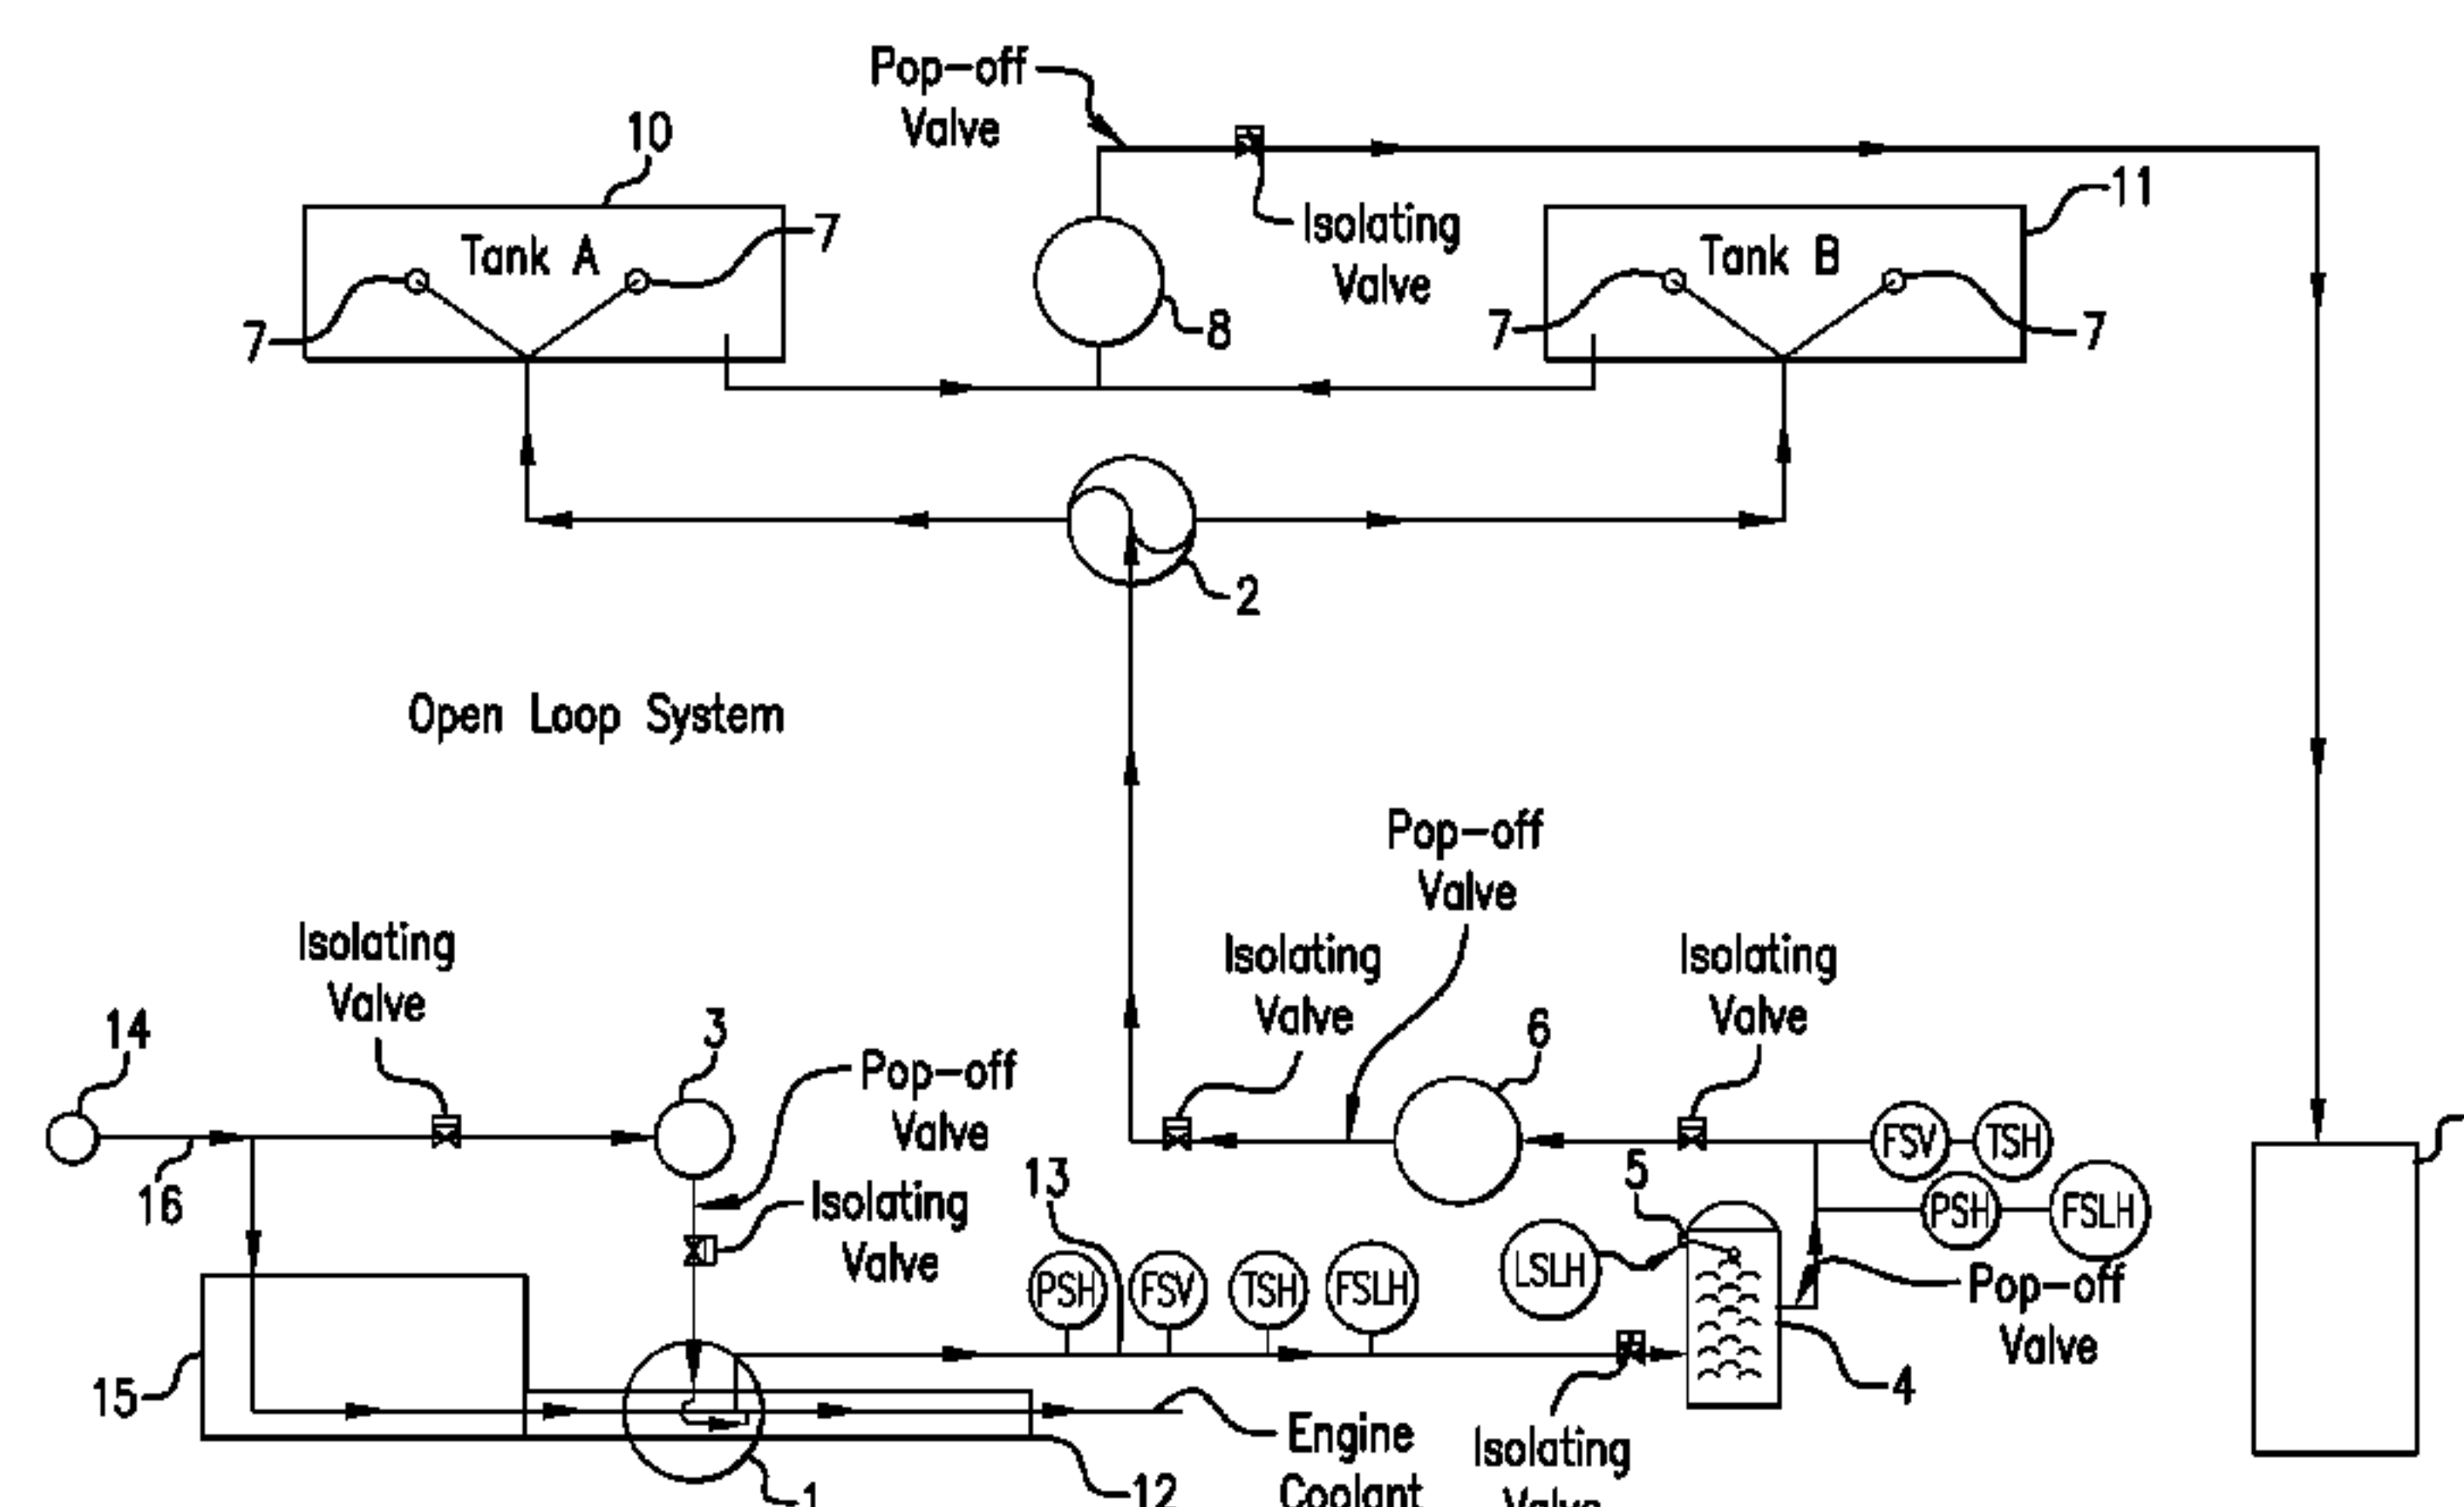 Pop-off
Valve
10
11
Tank A
7
Isolating
Valve
Tank B
7
8
7
7
2
Open Loop System
Pop-off
Valve
Isolating
Valve
Isolating
Valve
Isolating
Valve
14
3
6
Pop-off
Valve
FSV
TSH
16
13
5
Isolating
Valve
PSH
FSLH
PSH
FSV
TSH
FSLH
LSLH
Pop-off
Valve
15
4
Engine
Coolant
Isolating
Valve
1
12